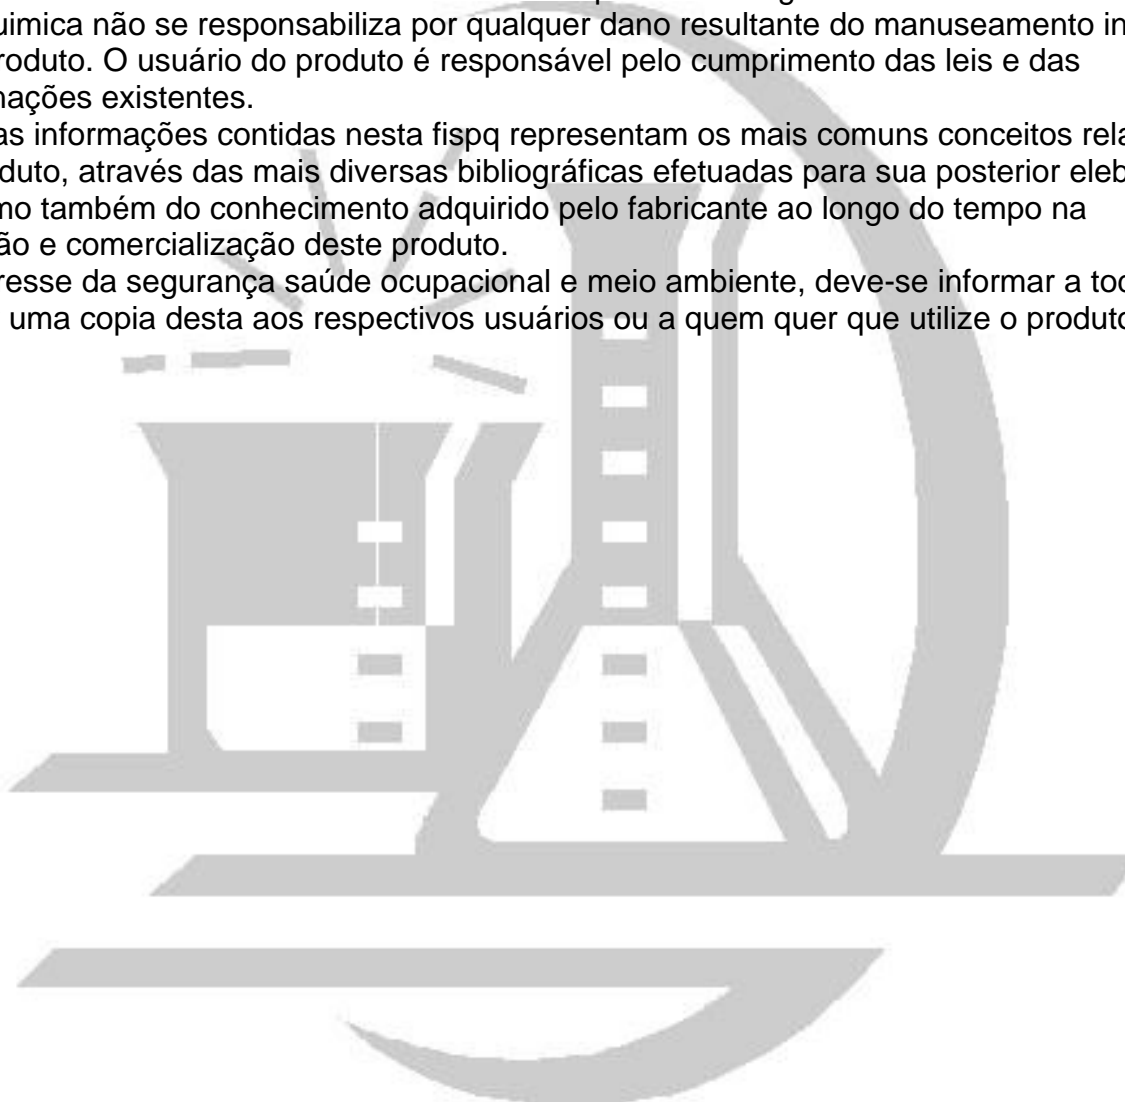 uimica não se responsabiliza por qualquer dano resultante do manuseamento in
roduto. O usuário do produto é responsável pelo cumprimento das leis e das
nações existentes.
as informações contidas nesta fispq representam os mais comuns conceitos rela
duto, através das mais diversas bibliográficas efetuadas para sua posterior eleb
mo também do conhecimento adquirido pelo fabricante ao longo do tempo na
ão e comercialização deste produto.
resse da segurança saúde ocupacional e meio ambiente, deve-se informar a too
uma copia desta aos respectivos usuários ou a quem quer que utilize o produto